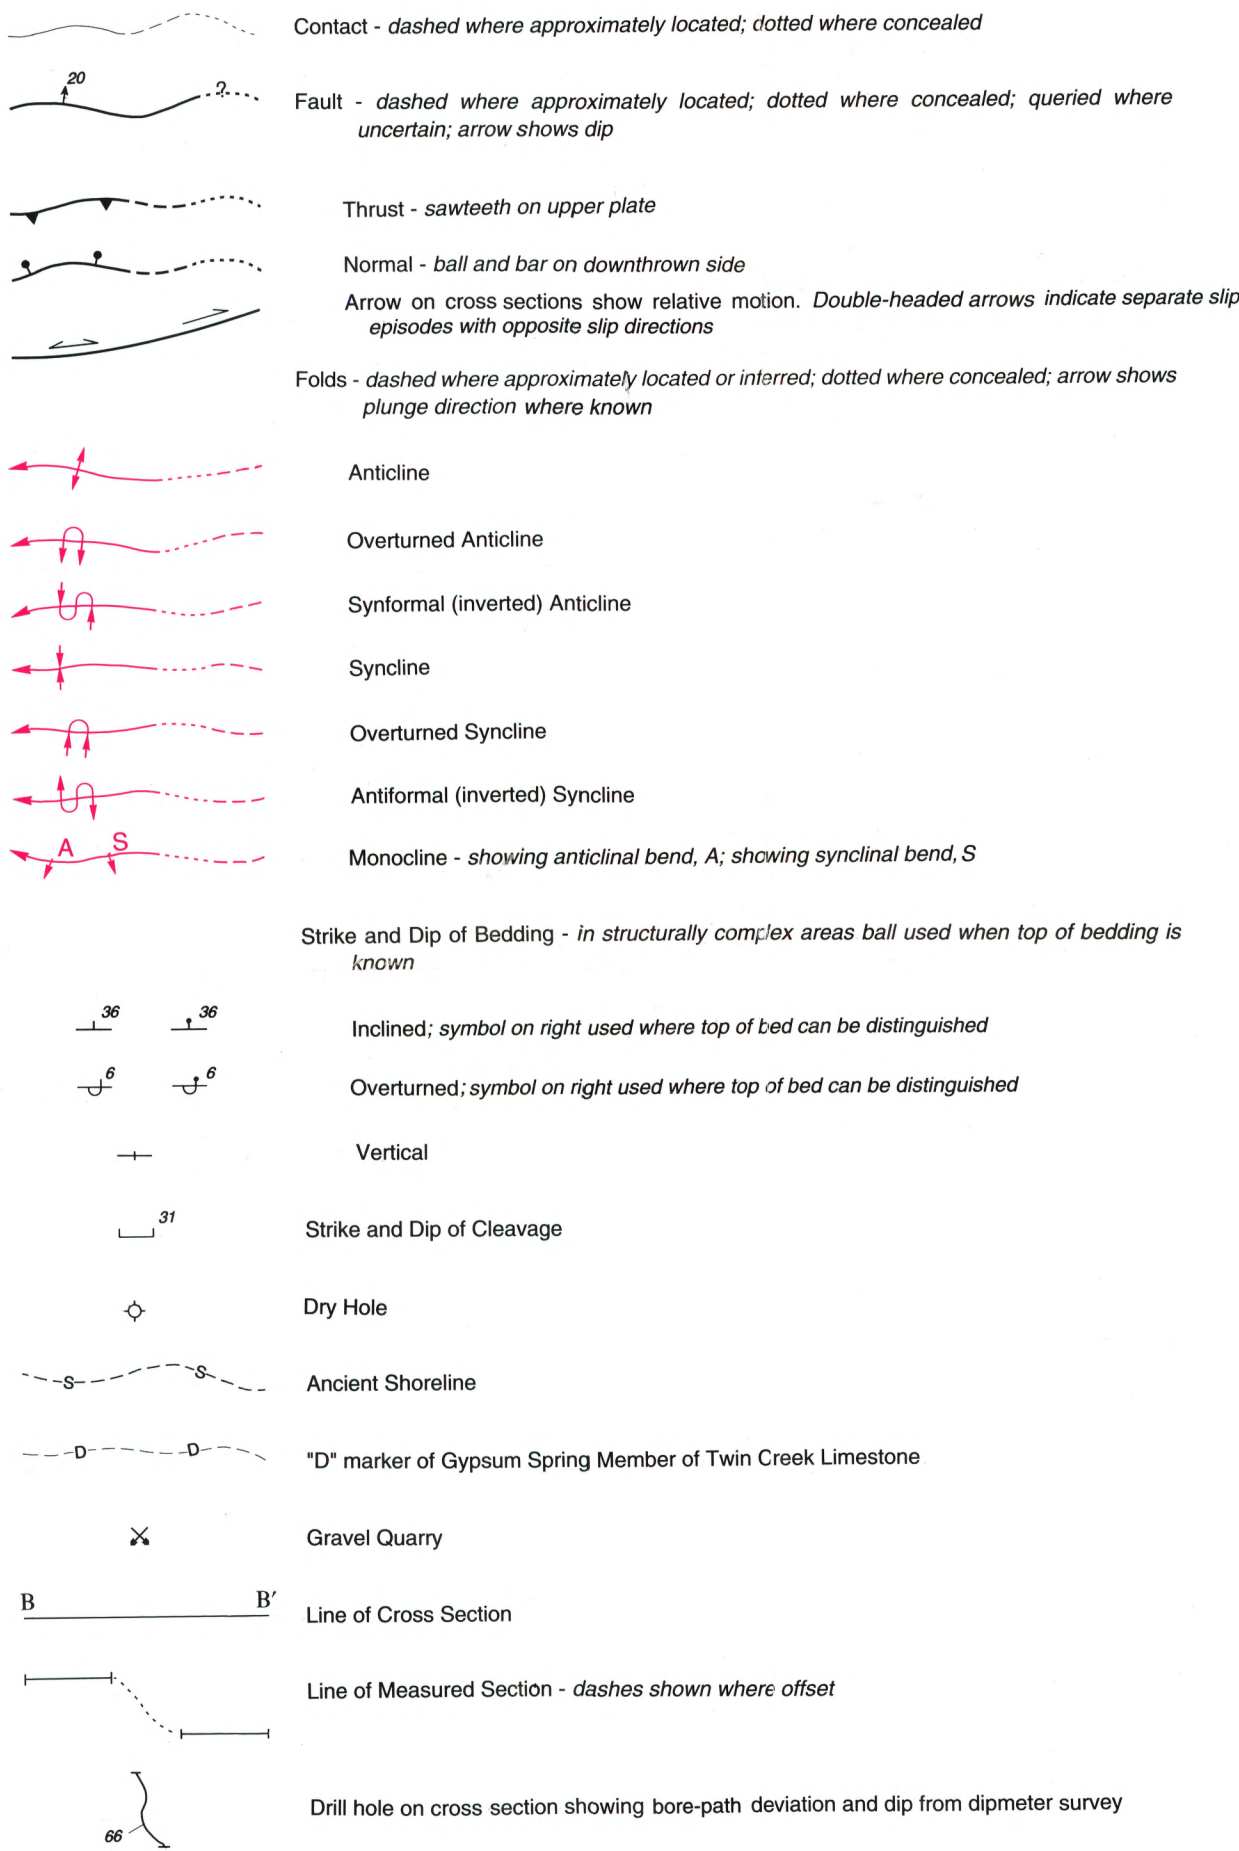 Contact - dashed where approximately located; dotted where concealed
20
?
Fault - dashed where approximately located; dotted where concealed; queried where
uncertain; arrow shows dip
Thrust - sawteeth on upper plate
Normal - ball and bar on downthrown side
Arrow on cross sections show relative motion. Double-headed arrows indicate separate slip
episodes with opposite slip directions
Folds - dashed where approximately located or inferred; dotted where concealed; arrow shows
plunge direction where known
Anticline
Overturned Anticline
Synformal (inverted) Anticline
Syncline
Overturned Syncline
Antiformal (inverted) Syncline
A S
Monocline - showing anticlinal bend, A; showing synclinal bend, S
Strike and Dip of Bedding - in structurally complex areas ball used when top of bedding is
known
36 36
Inclined; symbol on right used where top of bed can be distinguished
6 6
Overturned; symbol on right used where top of bed can be distinguished
Vertical
31
Strike and Dip of Cleavage
Dry Hole
S S
Ancient Shoreline
D D
"D" marker of Gypsum Spring Member of Twin Creek Limestone
Gravel Quarry
B B′
Line of Cross Section
Line of Measured Section - dashes shown where offset
Drill hole on cross section showing bore-path deviation and dip from dipmeter survey
66